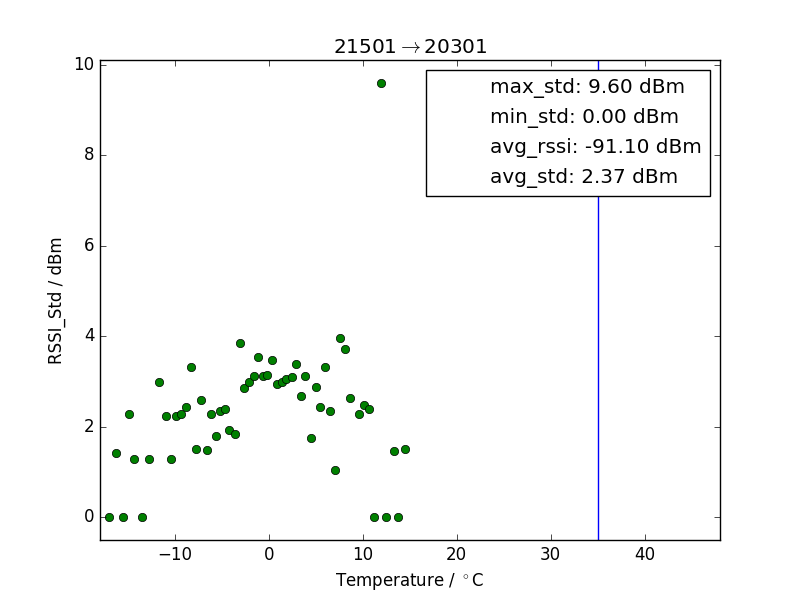 21501→20301
max_std: 9.60 dBm
min_std: 0.00 dBm
avg_rssi: -91.10 dBm
avg_std: 2.37 dBm
10
8
6
4
2
0
RSSI_Std / dBm
−10 0 10 20 30 40
Temperature / °C